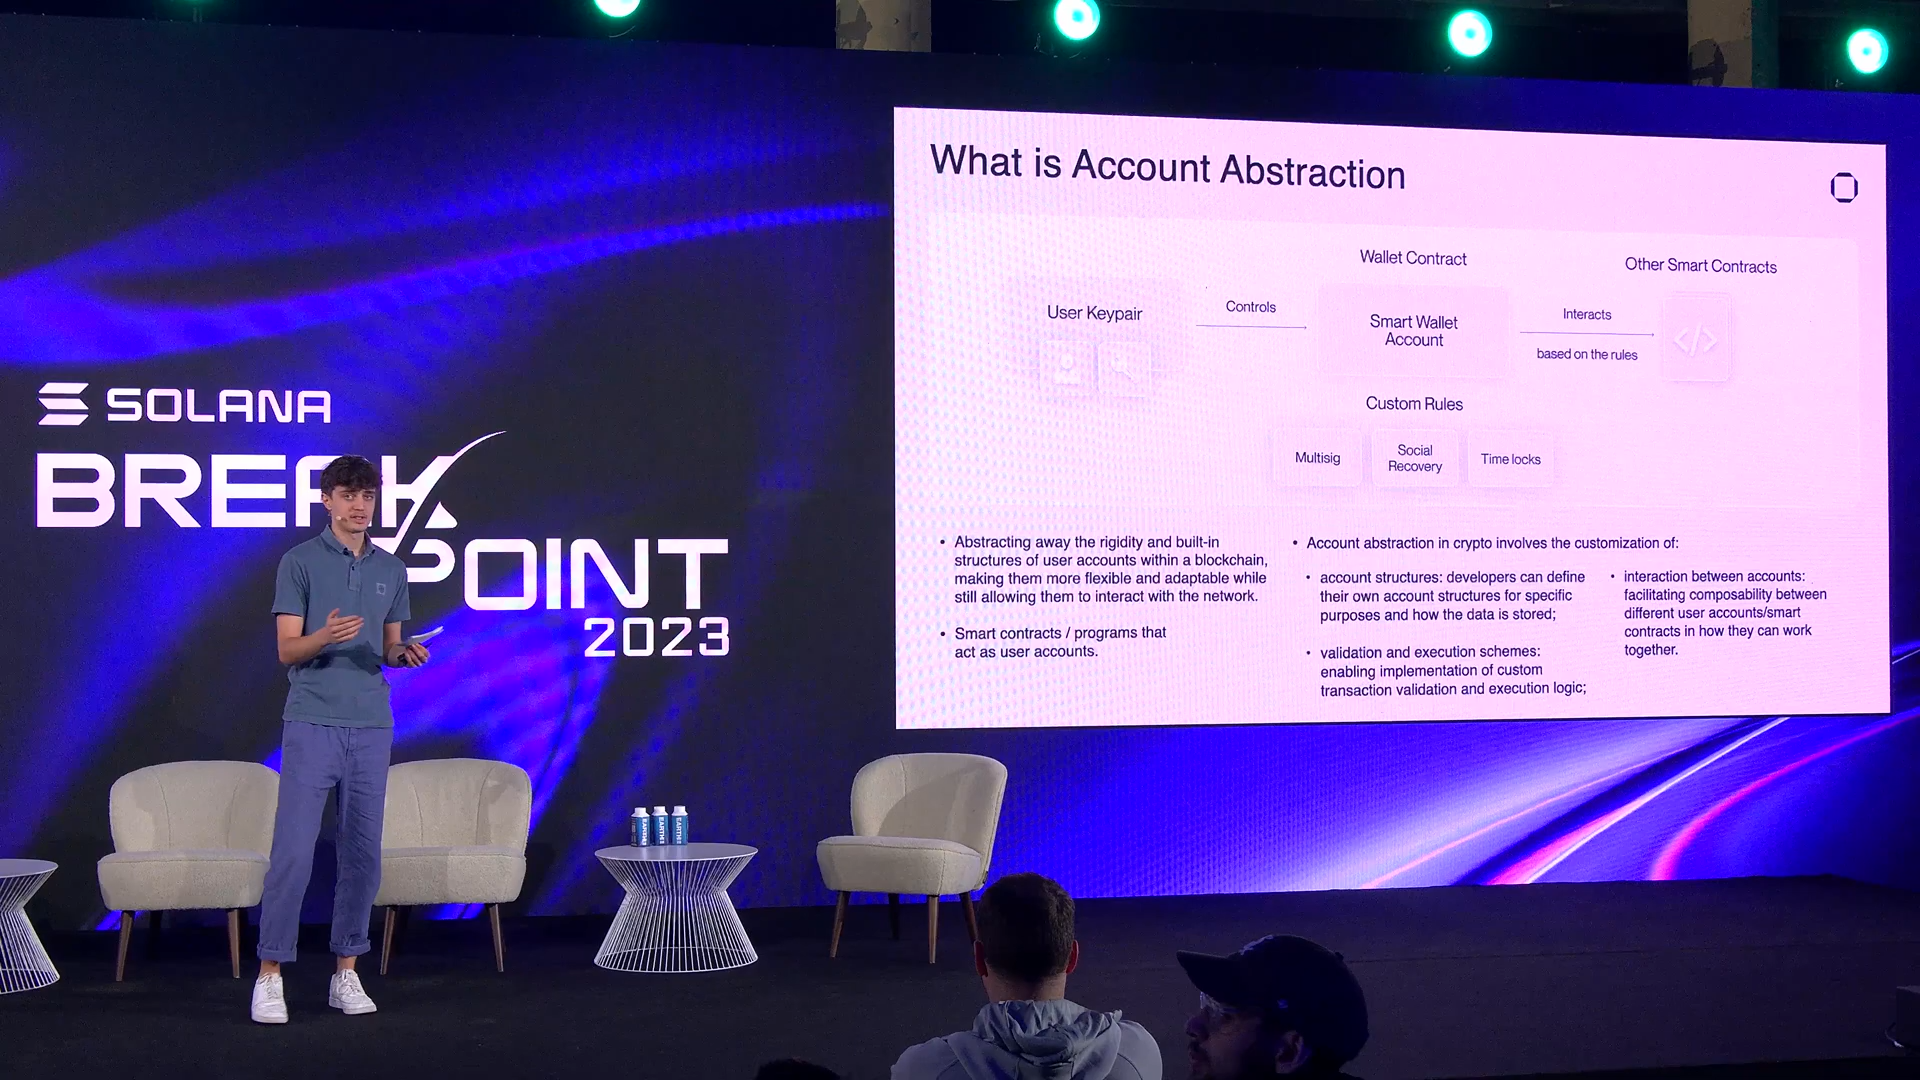 SOLANA
BREAK
POINT
2023
What is Account Abstraction
Wallet Contract
Other Smart Contracts
User Keypair
Controls
Smart Wallet
Account
Interacts
based on the rules
Custom Rules
Multisig
Social
Recovery
Time locks
• Abstracting away the rigidity and built-in
structures of user accounts within a blockchain,
making them more flexible and adaptable while
still allowing them to interact with the network.
• Smart contracts / programs that
act as user accounts.
• Account abstraction in crypto involves the customization of:
• account structures: developers can define
their own account structures for specific
purposes and how the data is stored;
• validation and execution schemes:
enabling implementation of custom
transaction validation and execution logic;
• interaction between accounts:
facilitating composability between
different user accounts/smart
contracts in how they can work
together.